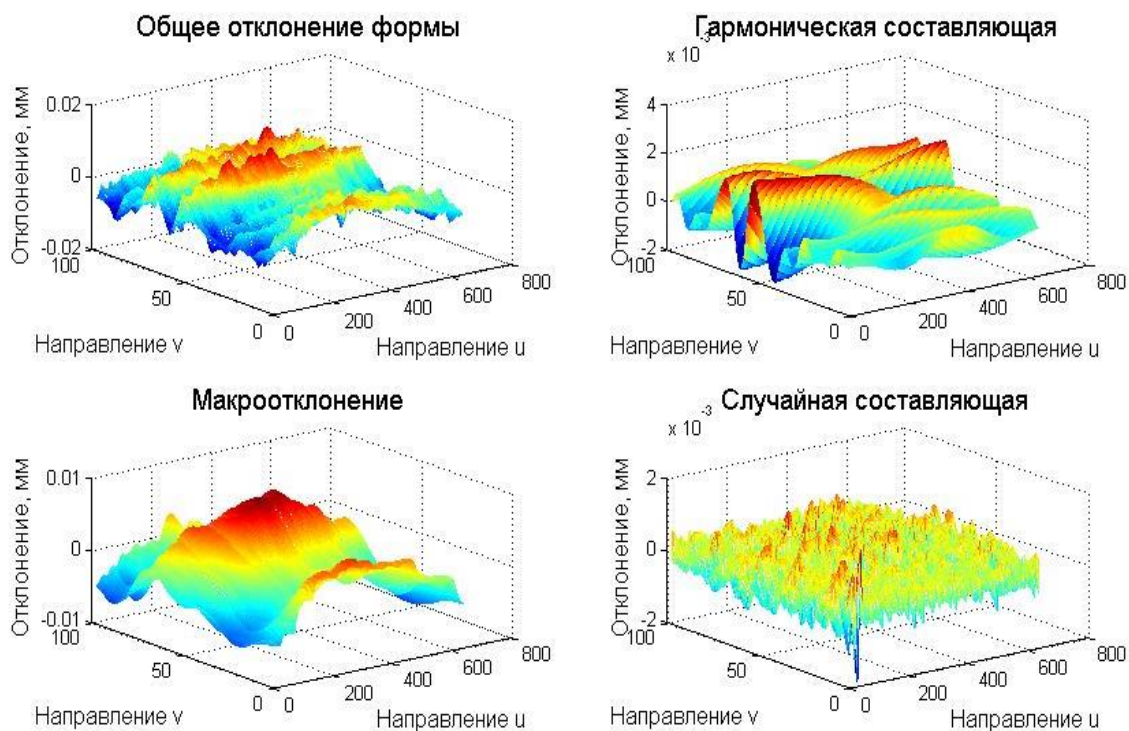 Общее отклонение формы
Отклонение, мм
0.02
0
-0.02
100
50
0
Направление v
0
200
400
600
800
Направление u
Гармоническая составляющая
x 10
-3
Отклонение, мм
4
2
0
-2
100
50
0
Направление v
0
200
400
600
800
Направление u
Макроотклонение
Отклонение, мм
0.01
0
-0.01
100
50
0
Направление v
0
200
400
600
800
Направление u
Случайная составляющая
x 10
-3
Отклонение, мм
2
0
-2
100
50
0
Направление v
0
200
400
600
800
Направление u